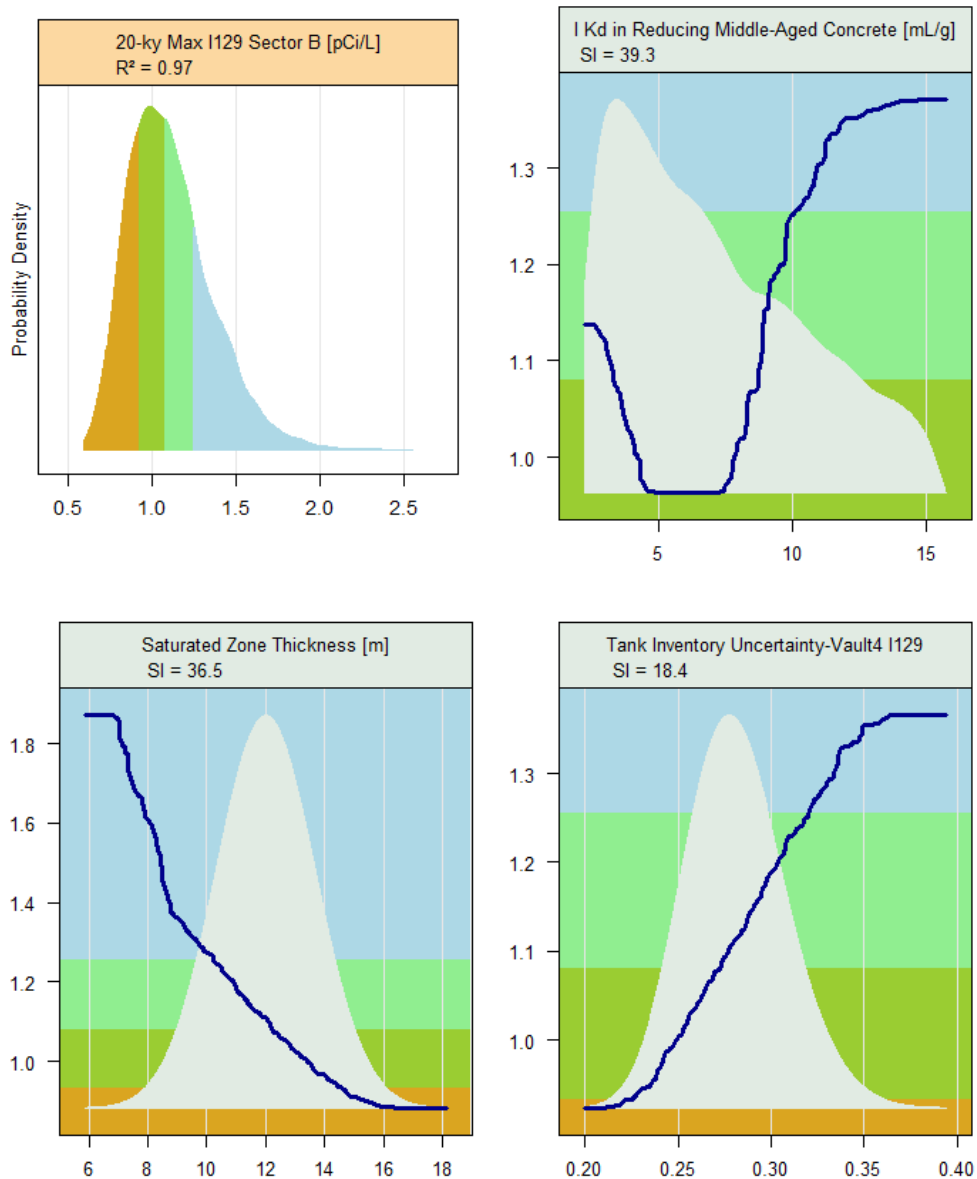 20-ky Max I129 Sector B [pCi/L]
R² = 0.97
Probability Density
0.5 1.0 1.5 2.0 2.5
I Kd in Reducing Middle-Aged Concrete [mL/g]
SI = 39.3
1.3
1.2
1.1
1.0
5 10 15
Saturated Zone Thickness [m]
SI = 36.5
1.8
1.6
1.4
1.2
1.0
6 8 10 12 14 16 18
Tank Inventory Uncertainty-Vault4 I129
SI = 18.4
1.3
1.2
1.1
1.0
0.20 0.25 0.30 0.35 0.40